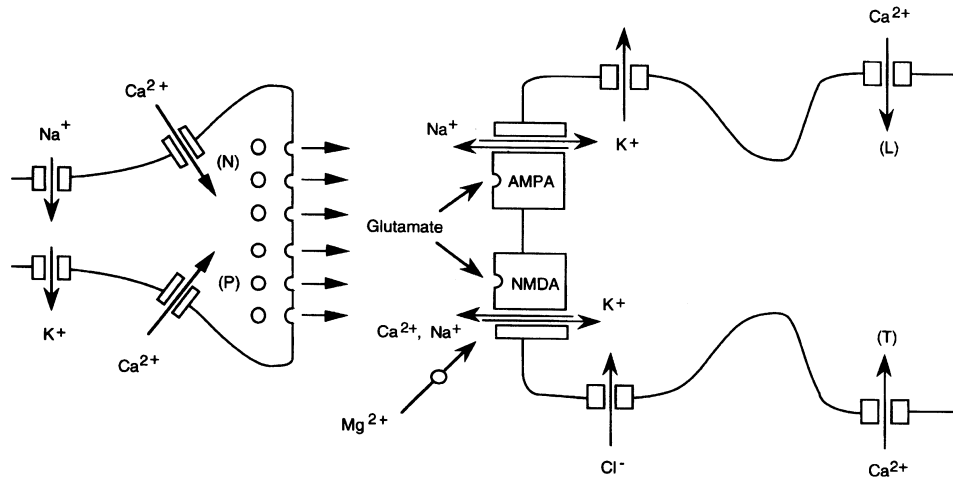 Ca2+
Na+
(N)
(P)
K+
Ca2+
Na+
AMPA
Glutamate
NMDA
K+
Ca2+, Na+
Mg2+
K+
Ca2+
(L)
Cl-
(T)
Ca2+